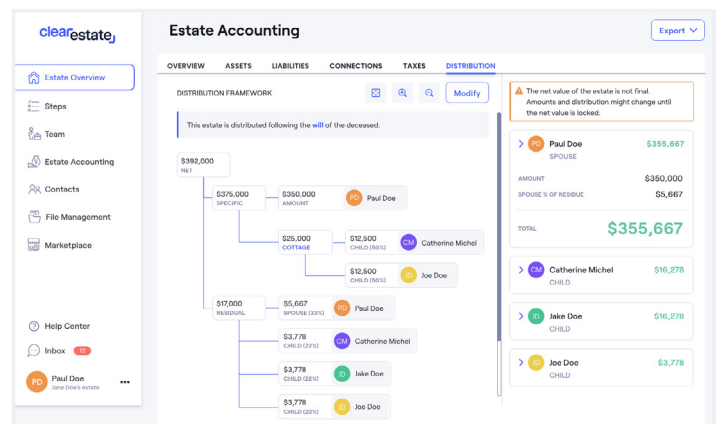 clearestate
Estate Overview
Steps
Team
Estate Accounting
Contacts
File Management
Marketplace
Help Center
Inbox 12
PD Paul Doe
Jane Doe's estate
Estate Accounting
Export
OVERVIEW ASSETS LIABILITIES CONNECTIONS TAXES DISTRIBUTION
DISTRIBUTION FRAMEWORK
Modify
This estate is distributed following the will of the deceased.
$392,000
NET
$375,000
SPECIFIC
$350,000
AMOUNT
PD Paul Doe
$25,000
COTTAGE
$12,500
CHILD (50%)
CM Catherine Michel
$12,500
CHILD (50%)
JD Joe Doe
$17,000
RESIDUAL
$5,667
SPOUSE (33%)
PD Paul Doe
$3,778
CHILD (22%)
CM Catherine Michel
$3,778
CHILD (22%)
JD Jake Doe
$3,778
CHILD (22%)
JD Joe Doe
The net value of the estate is not final.
Amounts and distribution might change until
the net value is locked.
PD Paul Doe $355,667
SPOUSE
AMOUNT $350,000
SPOUSE % OF RESIDUE $5,667
TOTAL $355,667
CM Catherine Michel $16,278
CHILD
JD Jake Doe $16,278
CHILD
JD Joe Doe $3,778
CHILD